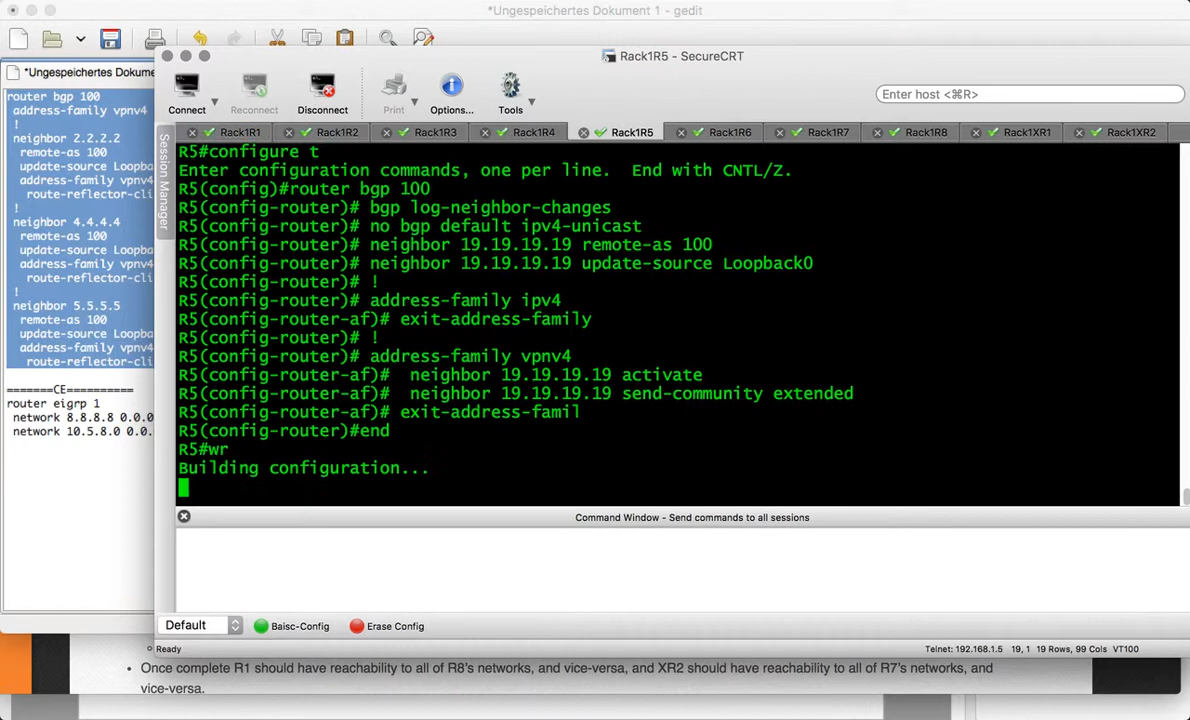 *Ungespeichertes Dokument 1 - gedit
Rack1R5 - SecureCRT
*Ungespeichertes Dokume
Connect
Reconnect
Disconnect
Print
Options...
Tools
Enter host <⌘R>
Session Manager
Rack1R1
Rack1R2
Rack1R3
Rack1R4
Rack1R5
Rack1R6
Rack1R7
Rack1R8
Rack1XR1
Rack1XR2
router bgp 100
address-family vpnv4
!
neighbor 2.2.2.2
remote-as 100
update-source Loopba
address-family vpnv4
route-reflector-cli
!
neighbor 4.4.4.4
remote-as 100
update-source Loopba
address-family vpnv4
route-reflector-cli
!
neighbor 5.5.5.5
remote-as 100
update-source Loopba
address-family vpnv4
route-reflector-cli
=======CE==========
router eigrp 1
network 8.8.8.8 0.0.0
network 10.5.8.0 0.0.
R5#configure t
Enter configuration commands, one per line.  End with CNTL/Z.
R5(config)#router bgp 100
R5(config-router)# bgp log-neighbor-changes
R5(config-router)# no bgp default ipv4-unicast
R5(config-router)# neighbor 19.19.19.19 remote-as 100
R5(config-router)# neighbor 19.19.19.19 update-source Loopback0
R5(config-router)# !
R5(config-router)# address-family ipv4
R5(config-router-af)# exit-address-family
R5(config-router)# !
R5(config-router)# address-family vpnv4
R5(config-router-af)#  neighbor 19.19.19.19 activate
R5(config-router-af)#  neighbor 19.19.19.19 send-community extended
R5(config-router-af)# exit-address-famil
R5(config-router)#end
R5#wr
Building configuration...
Command Window - Send commands to all sessions
Default
Baisc-Config
Erase Config
Ready
Telnet: 192.168.1.5  19, 1  19 Rows, 99 Cols  VT100
• Once complete R1 should have reachability to all of R8's networks, and vice-versa, and XR2 should have reachability to all of R7's networks, and
vice-versa.